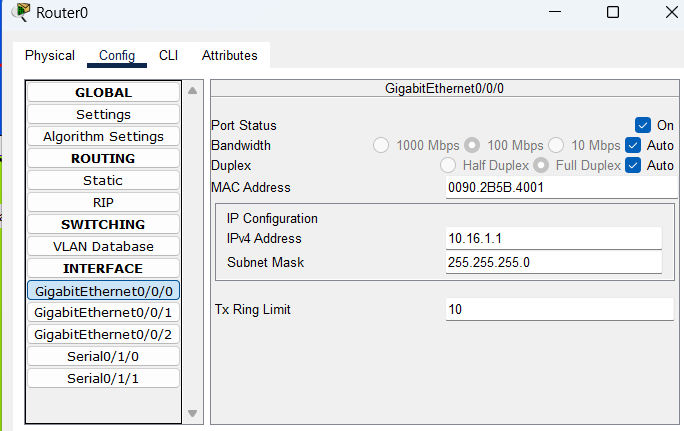 Router0
Physical Config CLI Attributes
GLOBAL
Settings
Algorithm Settings
ROUTING
Static
RIP
SWITCHING
VLAN Database
INTERFACE
GigabitEthernet0/0/0
GigabitEthernet0/0/1
GigabitEthernet0/0/2
Serial0/1/0
Serial0/1/1
GigabitEthernet0/0/0
Port Status On
Bandwidth 1000 Mbps 100 Mbps 10 Mbps Auto
Duplex Half Duplex Full Duplex Auto
MAC Address 0090.2B5B.4001
IP Configuration
IPv4 Address 10.16.1.1
Subnet Mask 255.255.255.0
Tx Ring Limit 10